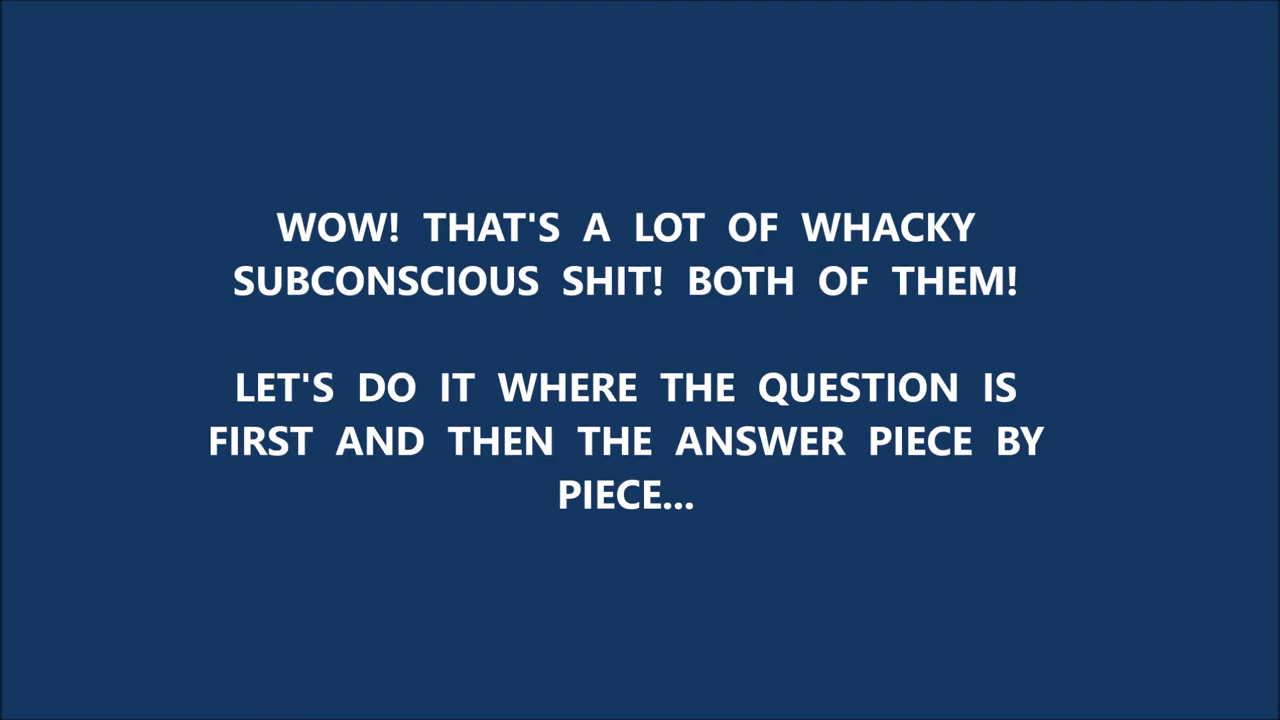 WOW! THAT'S A LOT OF WHACKY
SUBCONSCIOUS SHIT! BOTH OF THEM!
LET'S DO IT WHERE THE QUESTION IS
FIRST AND THEN THE ANSWER PIECE BY
PIECE...